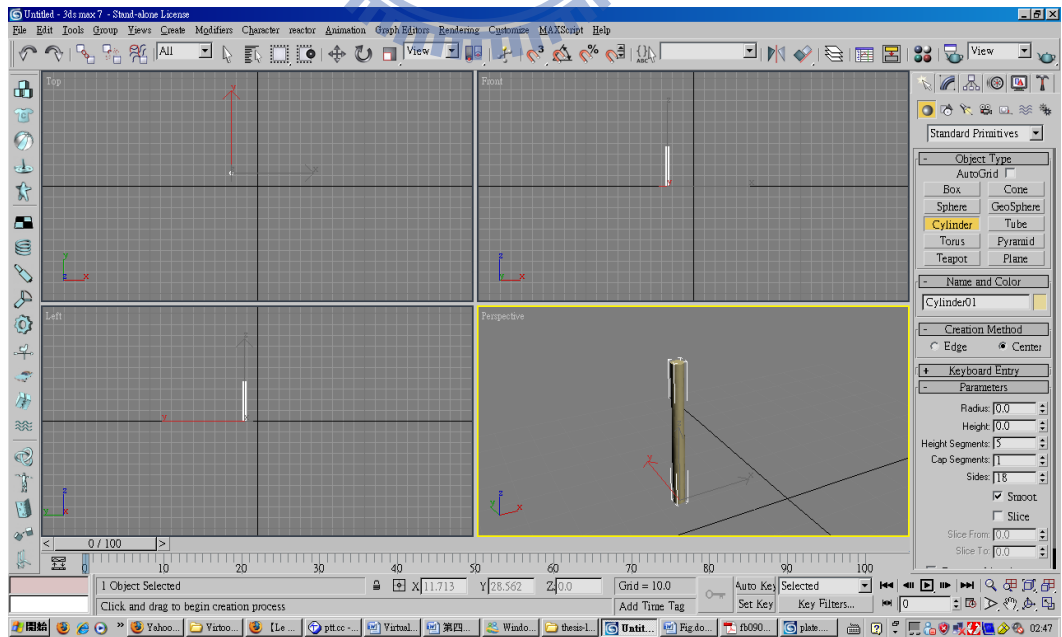 Untitled - 3ds max 7 - Stand-alone License
File Edit Tools Group Views Create Modifiers Character reactor Animation Graph Editors Rendering Customize MAXScript Help
All View View
Top
Front
Left
Perspective
Standard Primitives
- Object Type
AutoGrid
Box Cone
Sphere GeoSphere
Cylinder Tube
Torus Pyramid
Teapot Plane
- Name and Color
Cylinder01
- Creation Method
Edge Center
+ Keyboard Entry
- Parameters
Radius: 0.0
Height: 0.0
Height Segments: 5
Cap Segments: 1
Sides: 18
Smoot
Slice
Slice From: 0.0
Slice To: 0.0
< 0 / 100 >
0 10 20 30 40 50 60 70 80 90 100
1 Object Selected X 11.713 Y 28.562 Z 0.0 Grid = 10.0 Auto Key Selected
Click and drag to begin creation process Add Time Tag Set Key Key Filters... 0
開始 Yahoo... Virtoo... 【Le ... ptt.cc -... Virtual... 第四... Windo... thesis-l... Untit... Fig.do... fb090... plate.... 02:47